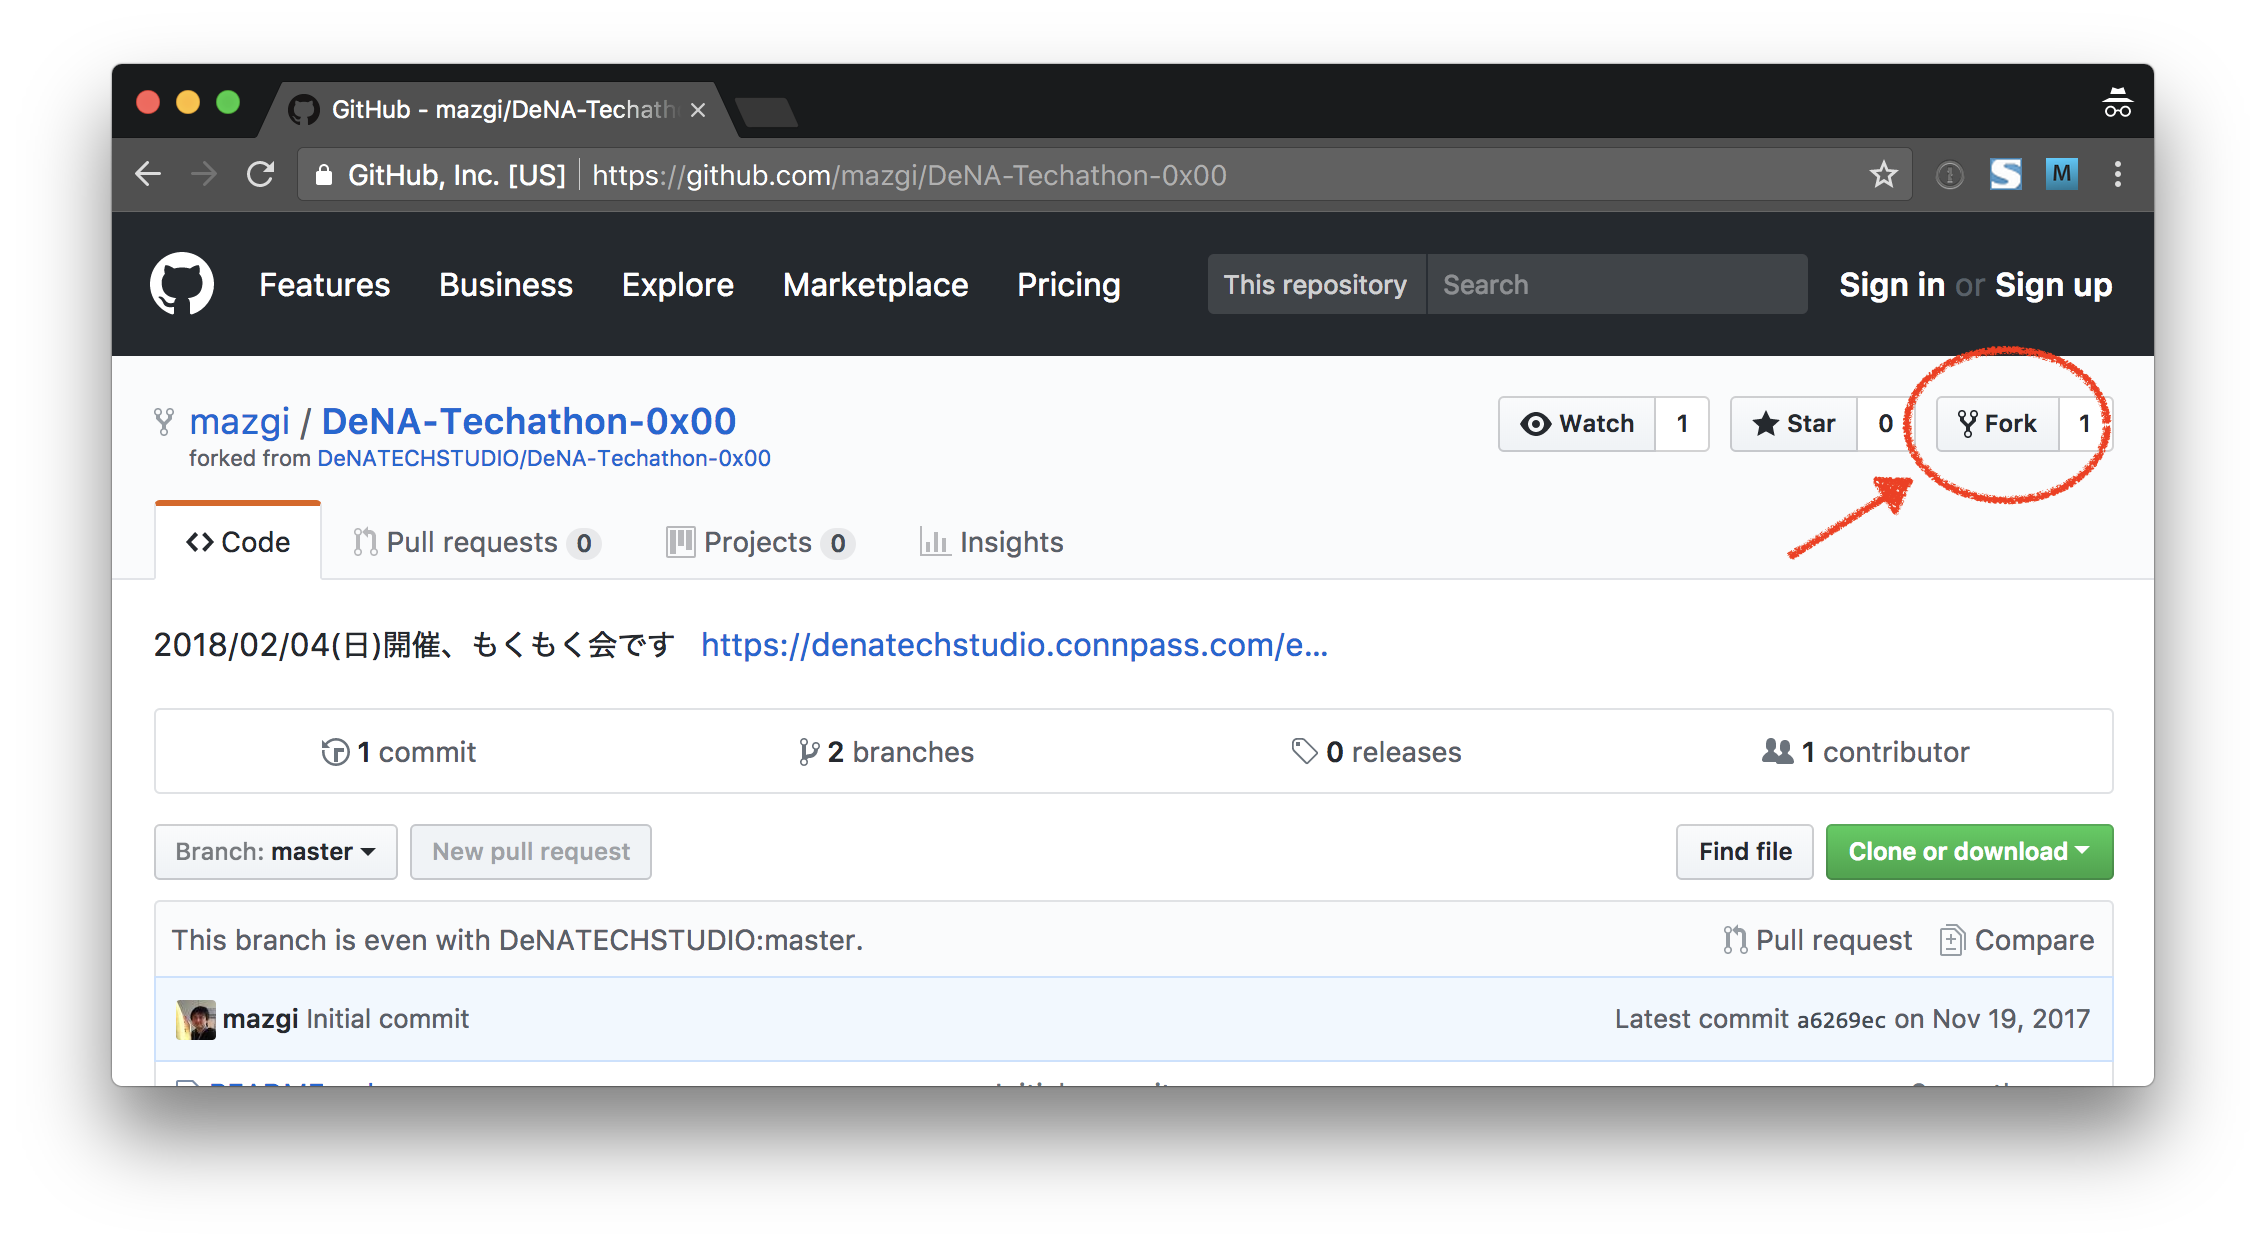 GitHub - mazgi/DeNA-Techath
GitHub, Inc. [US] https://github.com/mazgi/DeNA-Techathon-0x00
M
Features Business Explore Marketplace Pricing This repository Search Sign in or Sign up
mazgi / DeNA-Techathon-0x00
Watch 1 Star 0 Fork 1
forked from DeNATECHSTUDIO/DeNA-Techathon-0x00
Code Pull requests 0 Projects 0 Insights
2018/02/04(日)開催、もくもく会です https://denatechstudio.connpass.com/e...
1 commit 2 branches 0 releases 1 contributor
Branch: master New pull request Find file Clone or download
This branch is even with DeNATECHSTUDIO:master. Pull request Compare
mazgi Initial commit Latest commit a6269ec on Nov 19, 2017